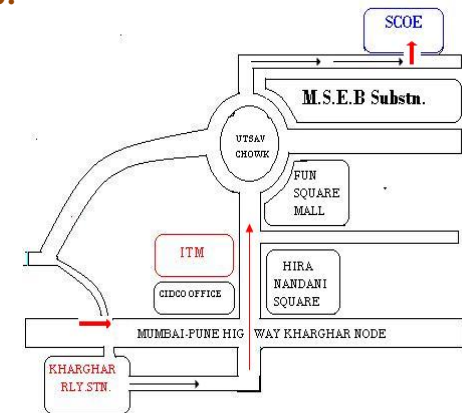 SCOE
M.S.E.B Substn.
UTSAV
CHOWK
FUN
SQUARE
MALL
ITM
CIDCO OFFICE
HIRA
NANDANI
SQUARE
MUMBAI-PUNE HIG WAY KHARGHAR NODE
KHARGHAR
RLY.STN.